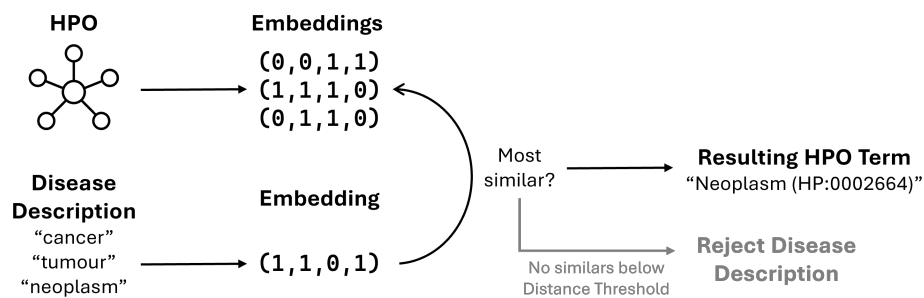 HPO
Embeddings
(0,0,1,1)
(1,1,1,0)
(0,1,1,0)
Disease
Description
“cancer”
“tumour”
“neoplasm”
Embedding
(1,1,0,1)
Most
similar?
Resulting HPO Term
“Neoplasm (HP:0002664)”
No similars below
Distance Threshold
Reject Disease
Description